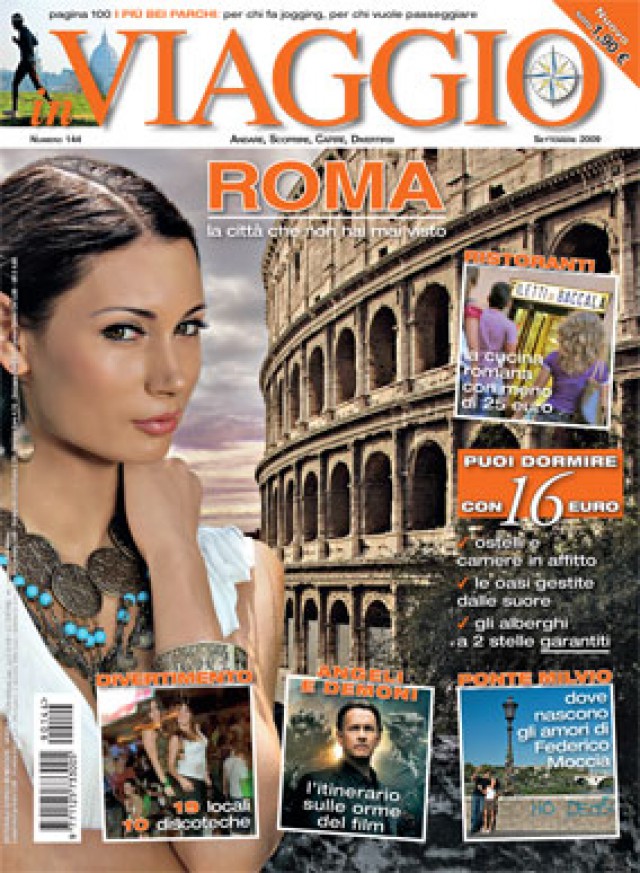 pagina 100 I PIÙ BEI PARCHI: per chi fa jogging, per chi vuole passeggiare
Nuovo
1,90 €
in VIAGGIO
NUMERO 144
ANDARE, SCOPRIRE, CAPIRE, DIVERTIRSI
SETTEMBRE 2009
ROMA
la città che non hai mai visto
RISTORANTI
LETTI DI BACCALA
la cucina
romana
con meno
di 25 euro
PUOI DORMIRE
CON 16 EURO
✓ ostelli e
camere in affitto
✓ le oasi gestite
dalle suore
✓ gli alberghi
a 2 stelle garantiti
DIVERTIMENTO
19 locali
10 discoteche
ANGELI
E DEMONI
l'itinerario
sulle orme
del film
PONTE MILVIO
dove
nascono
gli amori di
Federico
Moccia